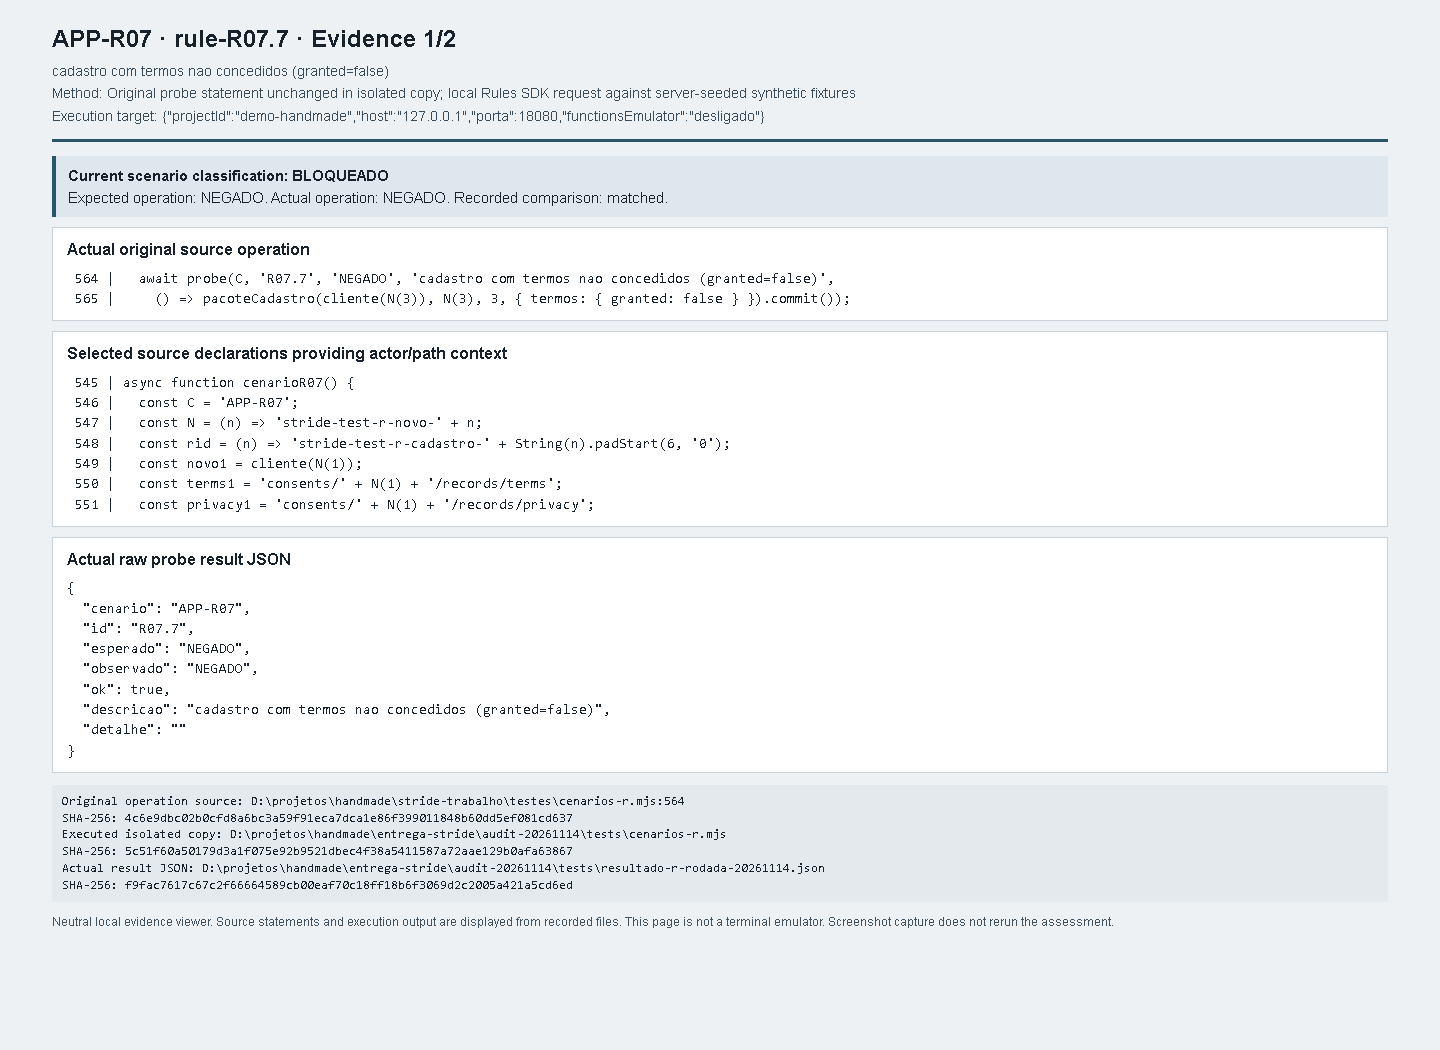 APP-R07 · rule-R07.7 · Evidence 1/2
cadastro com termos nao concedidos (granted=false)
Method: Original probe statement unchanged in isolated copy; local Rules SDK request against server-seeded synthetic fixtures
Execution target: {"projectId":"demo-handmade","host":"127.0.0.1","porta":18080,"functionsEmulator":"desligado"}
Current scenario classification: BLOQUEADO
Expected operation: NEGADO. Actual operation: NEGADO. Recorded comparison: matched.
Actual original source operation
564 |   await probe(C, 'R07.7', 'NEGADO', 'cadastro com termos nao concedidos (granted=false)',
565 |     () => pacoteCadastro(cliente(N(3)), N(3), 3, { termos: { granted: false } }).commit());
Selected source declarations providing actor/path context
545 | async function cenarioR07() {
546 |   const C = 'APP-R07';
547 |   const N = (n) => 'stride-test-r-novo-' + n;
548 |   const rid = (n) => 'stride-test-r-cadastro-' + String(n).padStart(6, '0');
549 |   const novo1 = cliente(N(1));
550 |   const terms1 = 'consents/' + N(1) + '/records/terms';
551 |   const privacy1 = 'consents/' + N(1) + '/records/privacy';
Actual raw probe result JSON
{
  "cenario": "APP-R07",
  "id": "R07.7",
  "esperado": "NEGADO",
  "observado": "NEGADO",
  "ok": true,
  "descricao": "cadastro com termos nao concedidos (granted=false)",
  "detalhe": ""
}
Original operation source: D:\projetos\handmade\stride-trabalho\testes\cenarios-r.mjs:564
SHA-256: 4c6e9dbc02b0cfd8a6bc3a59f91eca7dca1e86f399011848b60dd5ef081cd637
Executed isolated copy: D:\projetos\handmade\entrega-stride\audit-20261114\tests\cenarios-r.mjs
SHA-256: 5c51f60a50179d3a1f075e92b9521dbec4f38a5411587a72aae129b0afa63867
Actual result JSON: D:\projetos\handmade\entrega-stride\audit-20261114\tests\resultado-r-rodada-20261114.json
SHA-256: f9fac7617c67c2f66664589cb00eaf70c18ff18b6f3069d2c2005a421a5cd6ed
Neutral local evidence viewer. Source statements and execution output are displayed from recorded files. This page is not a terminal emulator. Screenshot capture does not rerun the assessment.